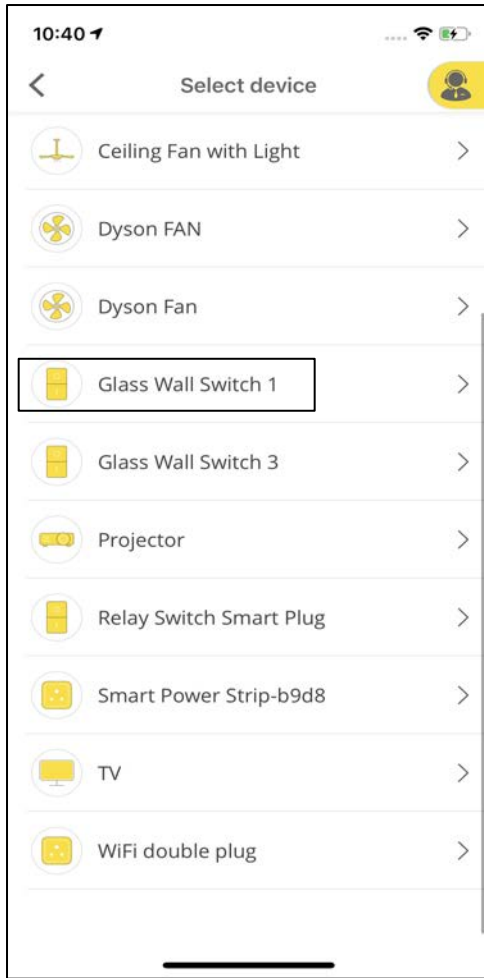 10:40
Select device
Ceiling Fan with Light
Dyson FAN
Dyson Fan
Glass Wall Switch 1
Glass Wall Switch 3
Projector
Relay Switch Smart Plug
Smart Power Strip-b9d8
TV
WiFi double plug